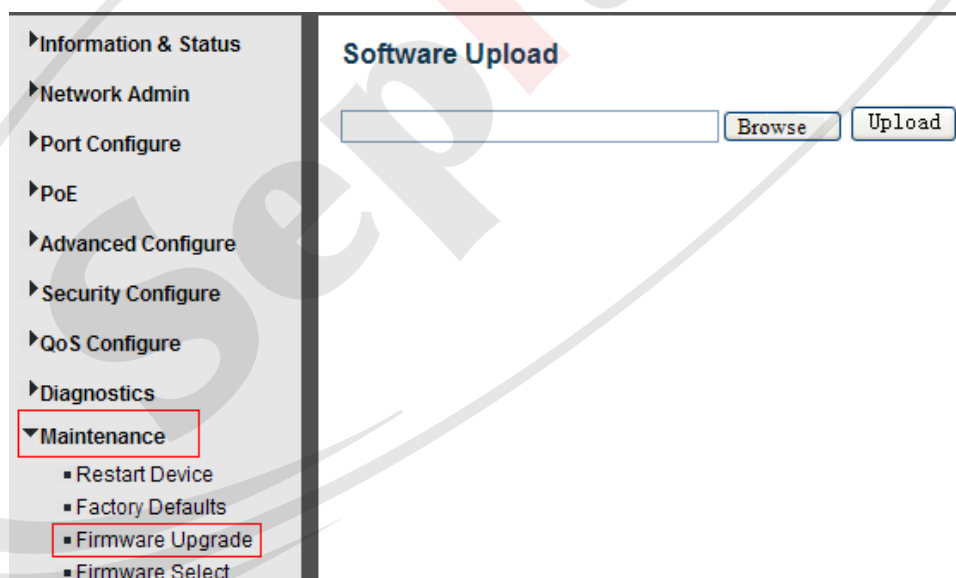 Information & Status
Network Admin
Port Configure
PoE
Advanced Configure
Security Configure
QoS Configure
Diagnostics
Maintenance
Restart Device
Factory Defaults
Firmware Upgrade
Firmware Select
Software Upload
Browse
Upload